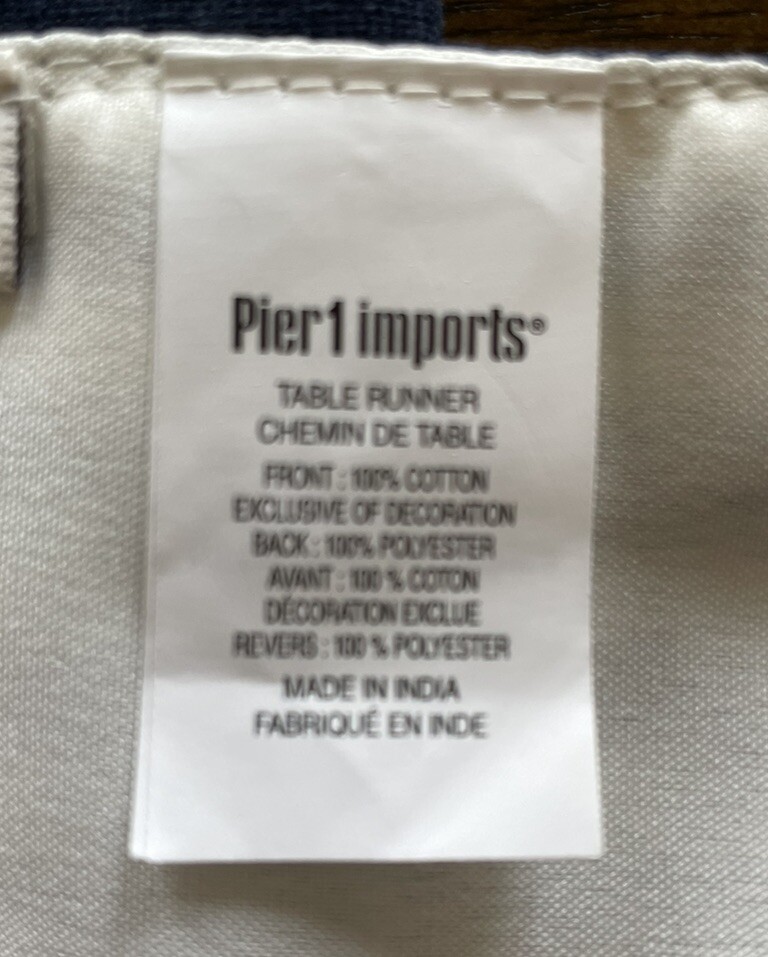 Pier1 imports®
TABLE RUNNER
CHEMIN DE TABLE
FRONT : 100% COTTON
EXCLUSIVE OF DECORATION
BACK : 100% POLYESTER
AVANT : 100 % COTON
DÉCORATION EXCLUE
REVERS : 100 % POLYESTER
MADE IN INDIA
FABRIQUÉ EN INDE